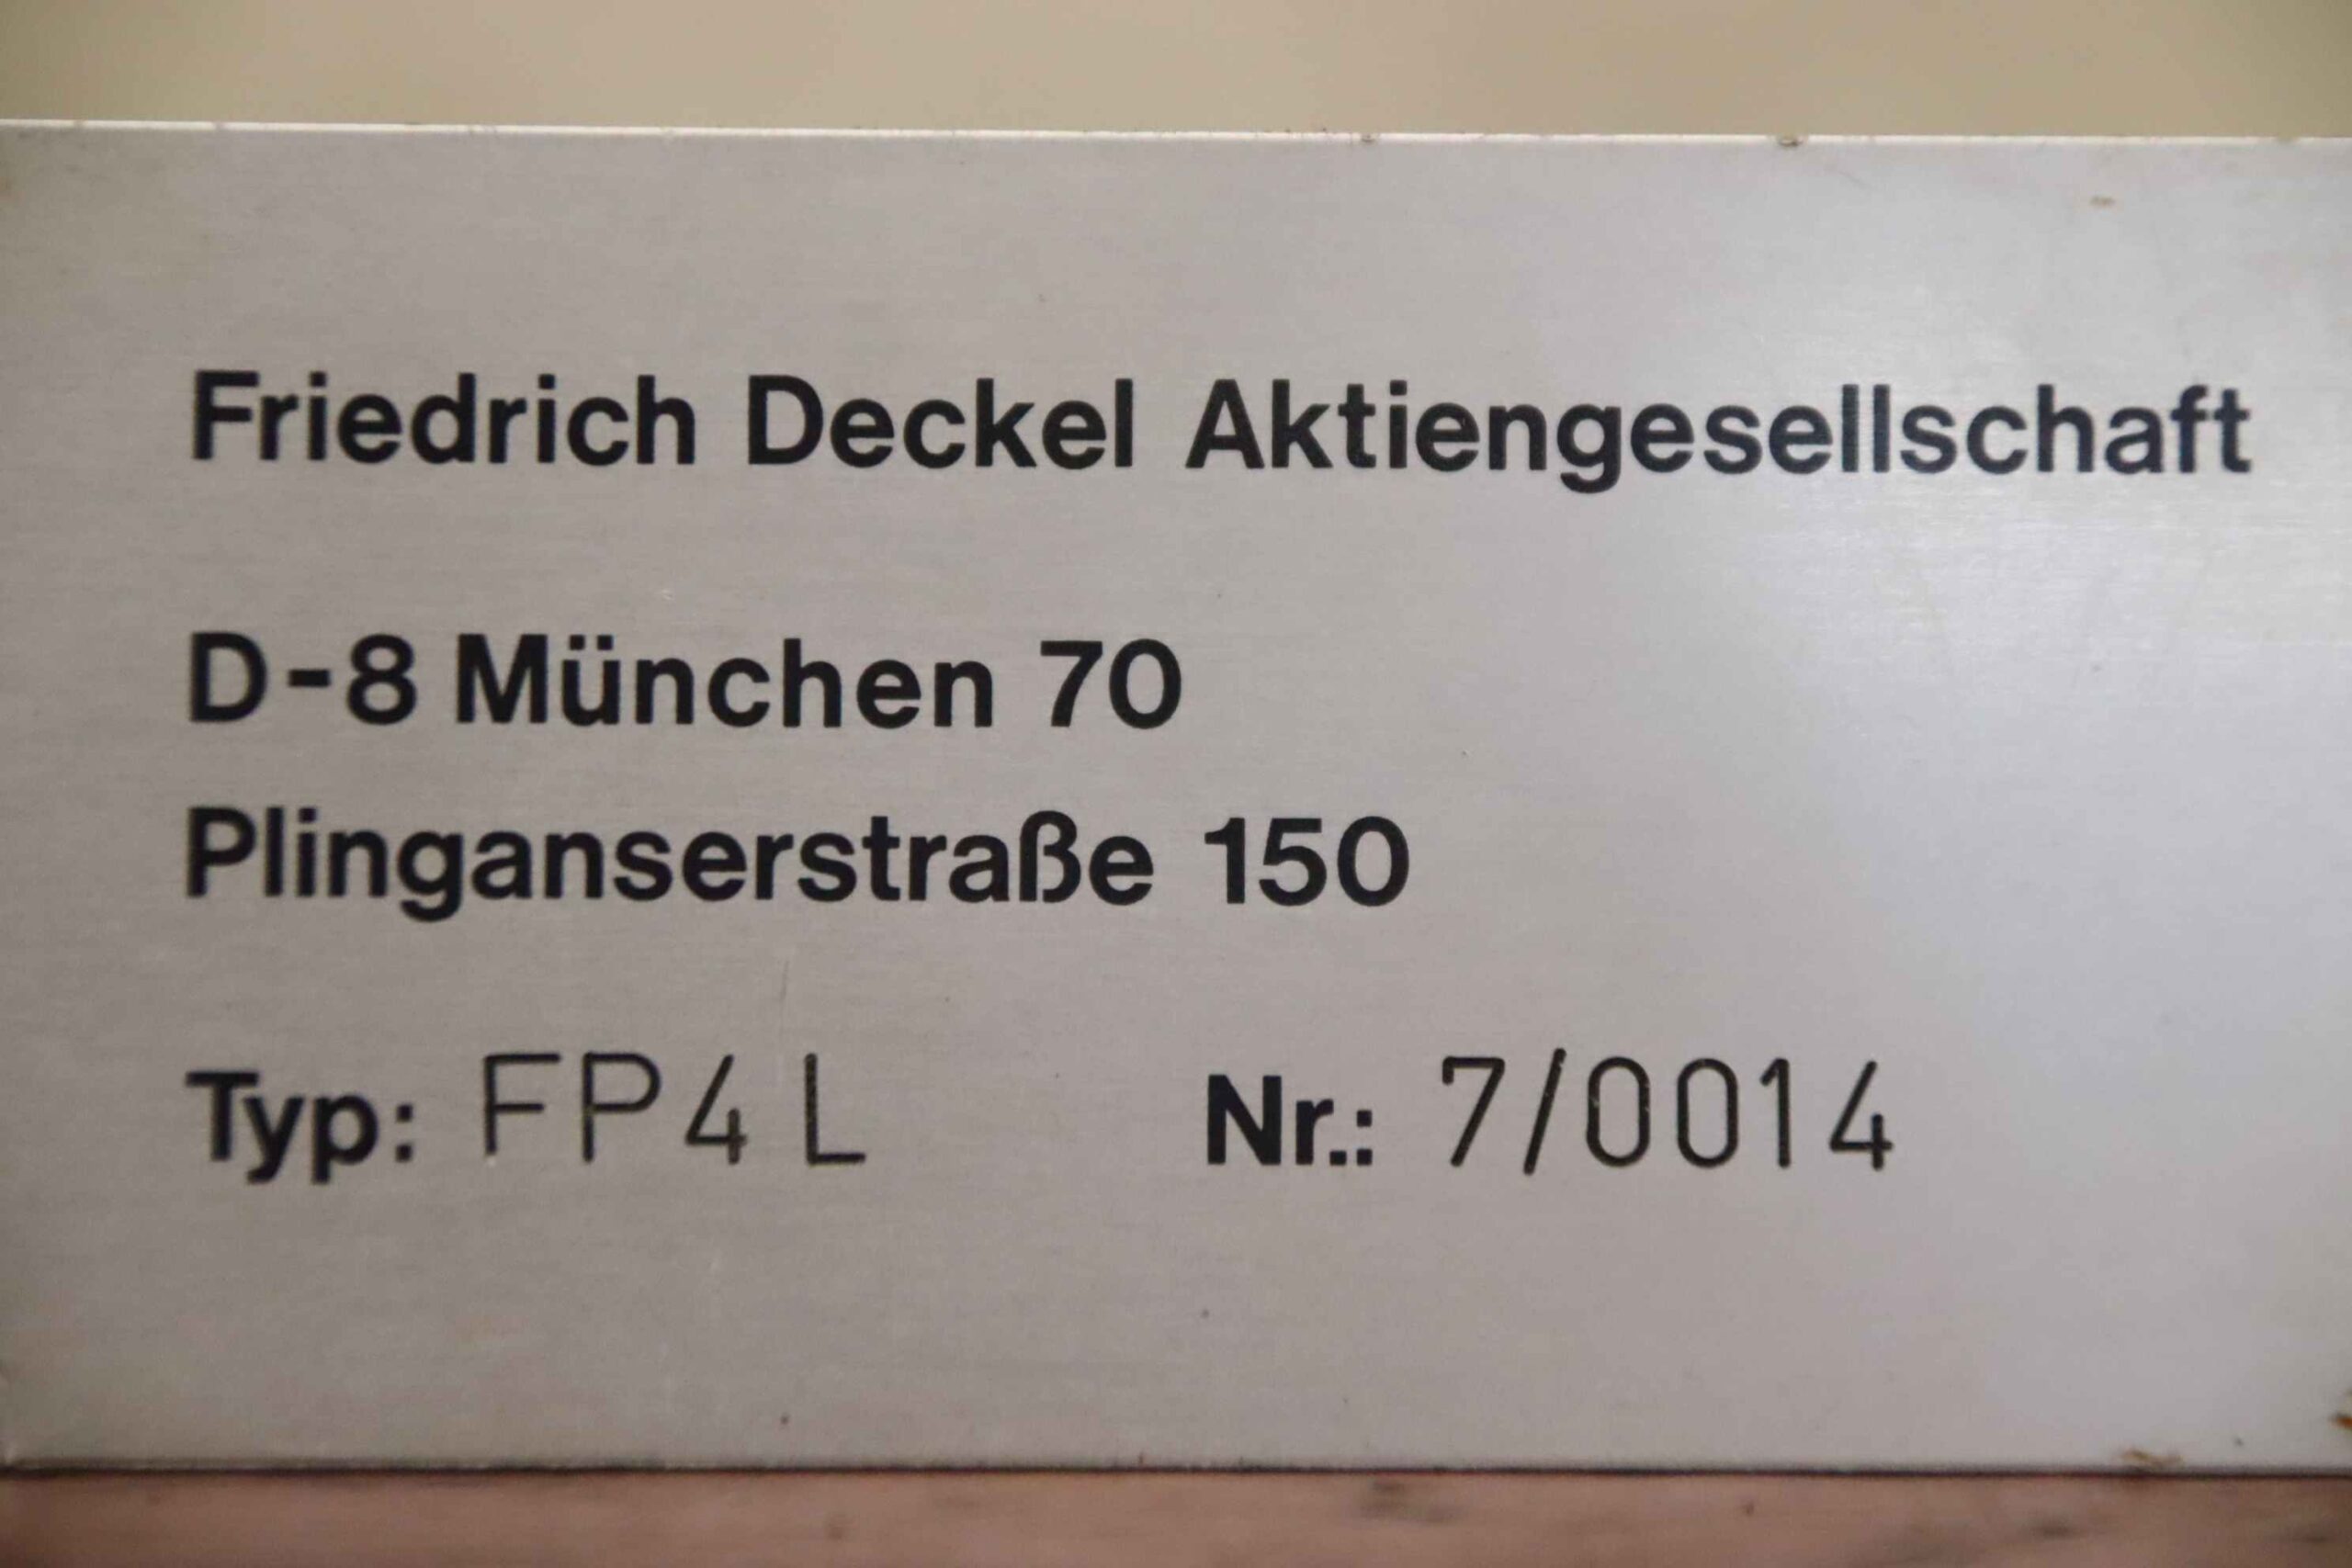 Friedrich Deckel Aktiengesellschaft
D-8 München 70
Plinganserstraße 150
Typ: FP4L Nr.: 7/0014